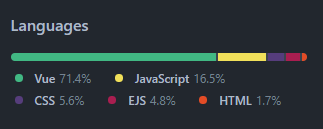 Languages
Vue 71.4% JavaScript 16.5%
CSS 5.6% EJS 4.8% HTML 1.7%